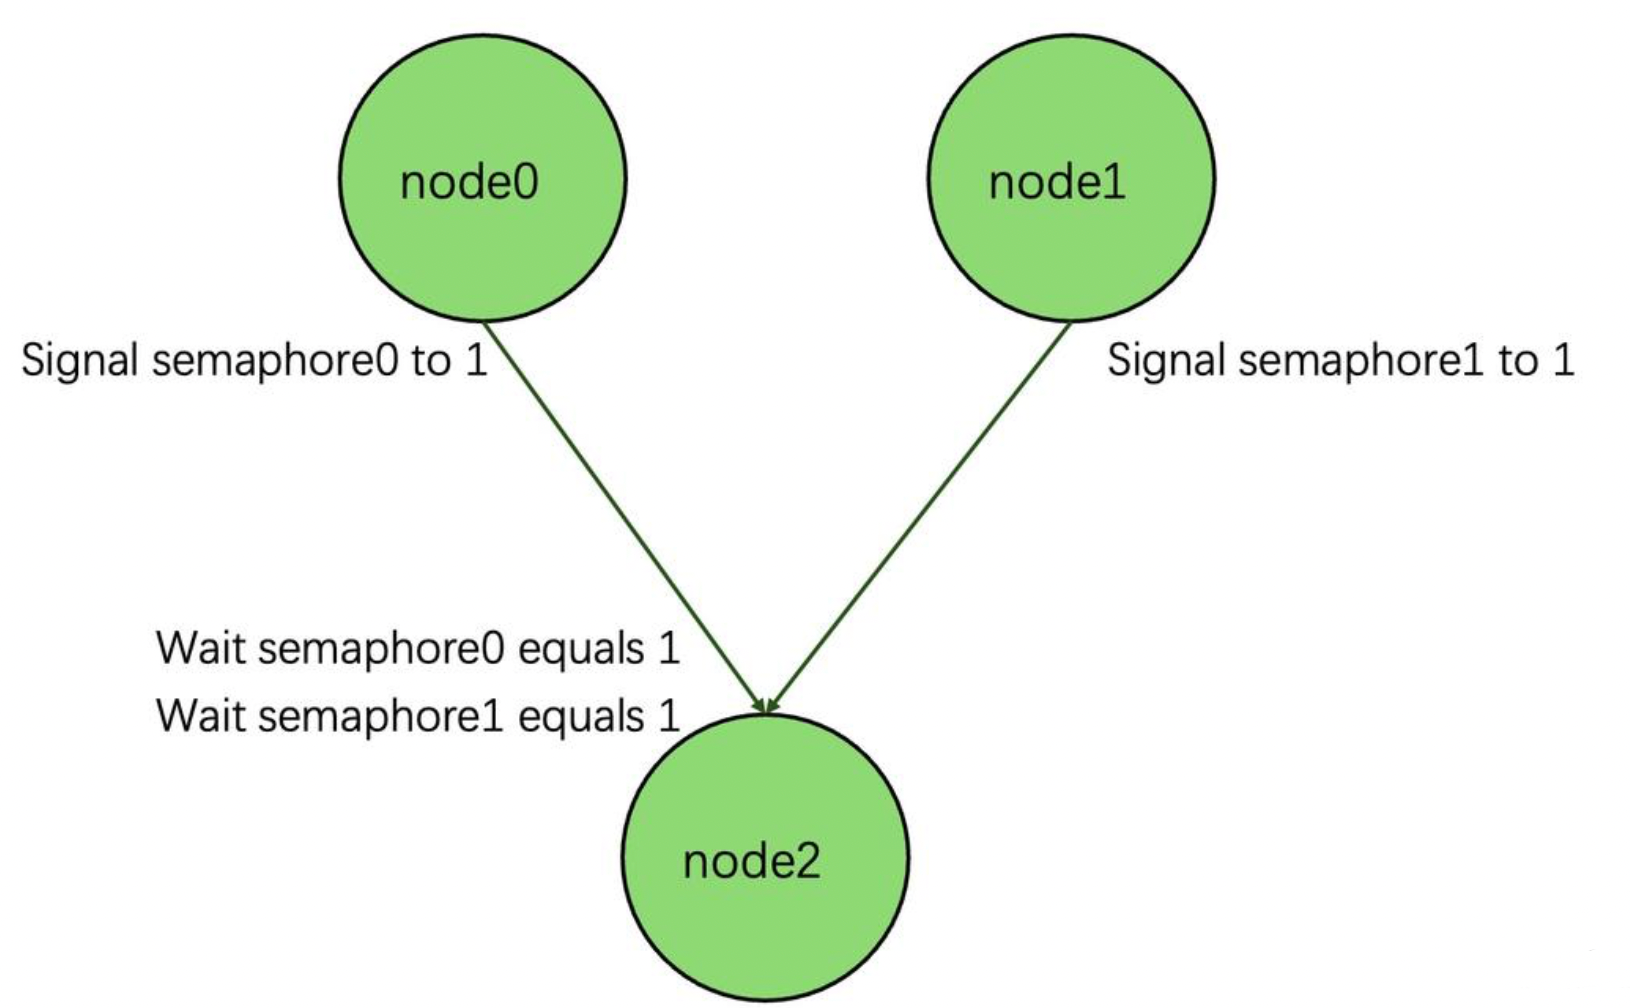 node0
node1
Signal semaphore0 to 1
Signal semaphore1 to 1
Wait semaphore0 equals 1
Wait semaphore1 equals 1
node2